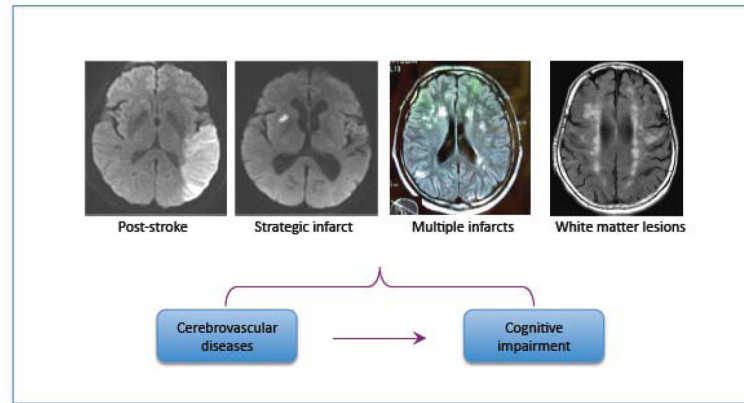 Post-stroke
Strategic infarct
Multiple infarcts
White matter lesions
Cerebrovascular
diseases
Cognitive
impairment